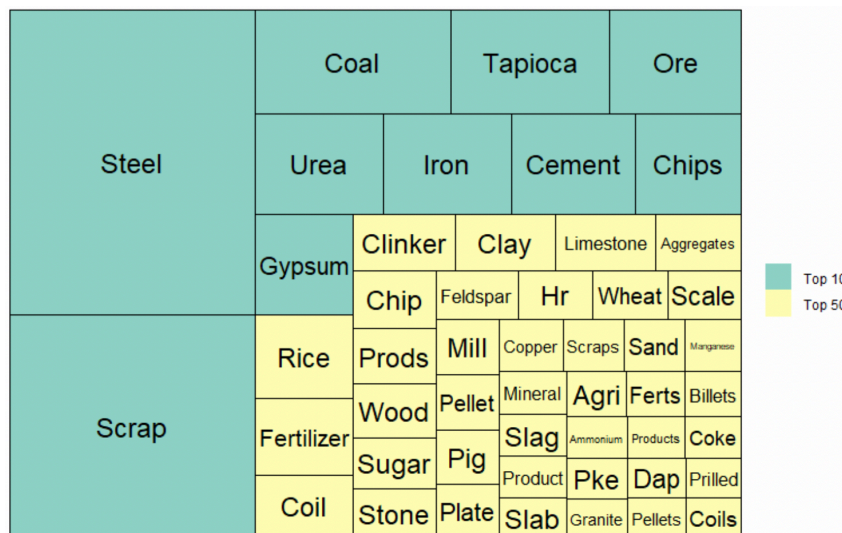 Coal
Tapioca
Ore
Steel
Urea
Iron
Cement
Chips
Gypsum
Clinker
Clay
Limestone
Aggregates
Chip
Feldspar
Hr
Wheat
Scale
Top 10
Top 50
Scrap
Rice
Fertilizer
Coil
Prods
Wood
Sugar
Stone
Mill
Pellet
Pig
Plate
Copper
Scraps
Sand
Manganese
Mineral
Agri
Ferts
Billets
Slag
Ammonium
Products
Coke
Product
Pke
Dap
Prilled
Slab
Granite
Pellets
Coils